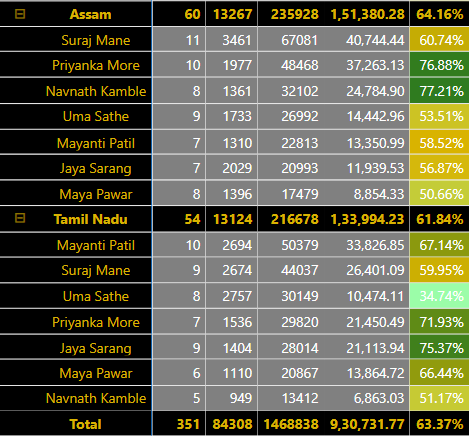 Assam 60 13267 235928 1,51,380.28 64.16%
Suraj Mane 11 3461 67081 40,744.44 60.74%
Priyanka More 10 1977 48468 37,263.13 76.88%
Navnath Kamble 8 1361 32102 24,784.90 77.21%
Uma Sathe 9 1733 26992 14,442.96 53.51%
Mayanti Patil 7 1310 22813 13,350.99 58.52%
Jaya Sarang 7 2029 20993 11,939.53 56.87%
Maya Pawar 8 1396 17479 8,854.33 50.66%
Tamil Nadu 54 13124 216678 1,33,994.23 61.84%
Mayanti Patil 10 2694 50379 33,826.85 67.14%
Suraj Mane 9 2674 44037 26,401.09 59.95%
Uma Sathe 8 2757 30149 10,474.11 34.74%
Priyanka More 7 1536 29820 21,450.49 71.93%
Jaya Sarang 9 1404 28014 21,113.94 75.37%
Maya Pawar 6 1110 20867 13,864.72 66.44%
Navnath Kamble 5 949 13412 6,863.03 51.17%
Total 351 84308 1468838 9,30,731.77 63.37%